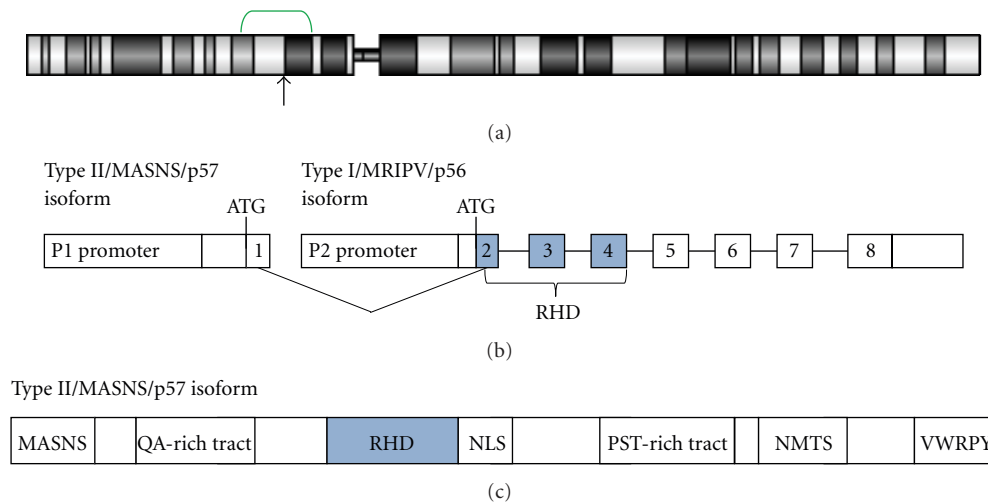 (a)
Type II/MASNS/p57
isoform
Type I/MRIPV/p56
isoform
ATG
ATG
P1 promoter
1
P2 promoter
2
3
4
5
6
7
8
RHD
(b)
Type II/MASNS/p57 isoform
MASNS
QA-rich tract
RHD
NLS
PST-rich tract
NMTS
VWRPY
(c)